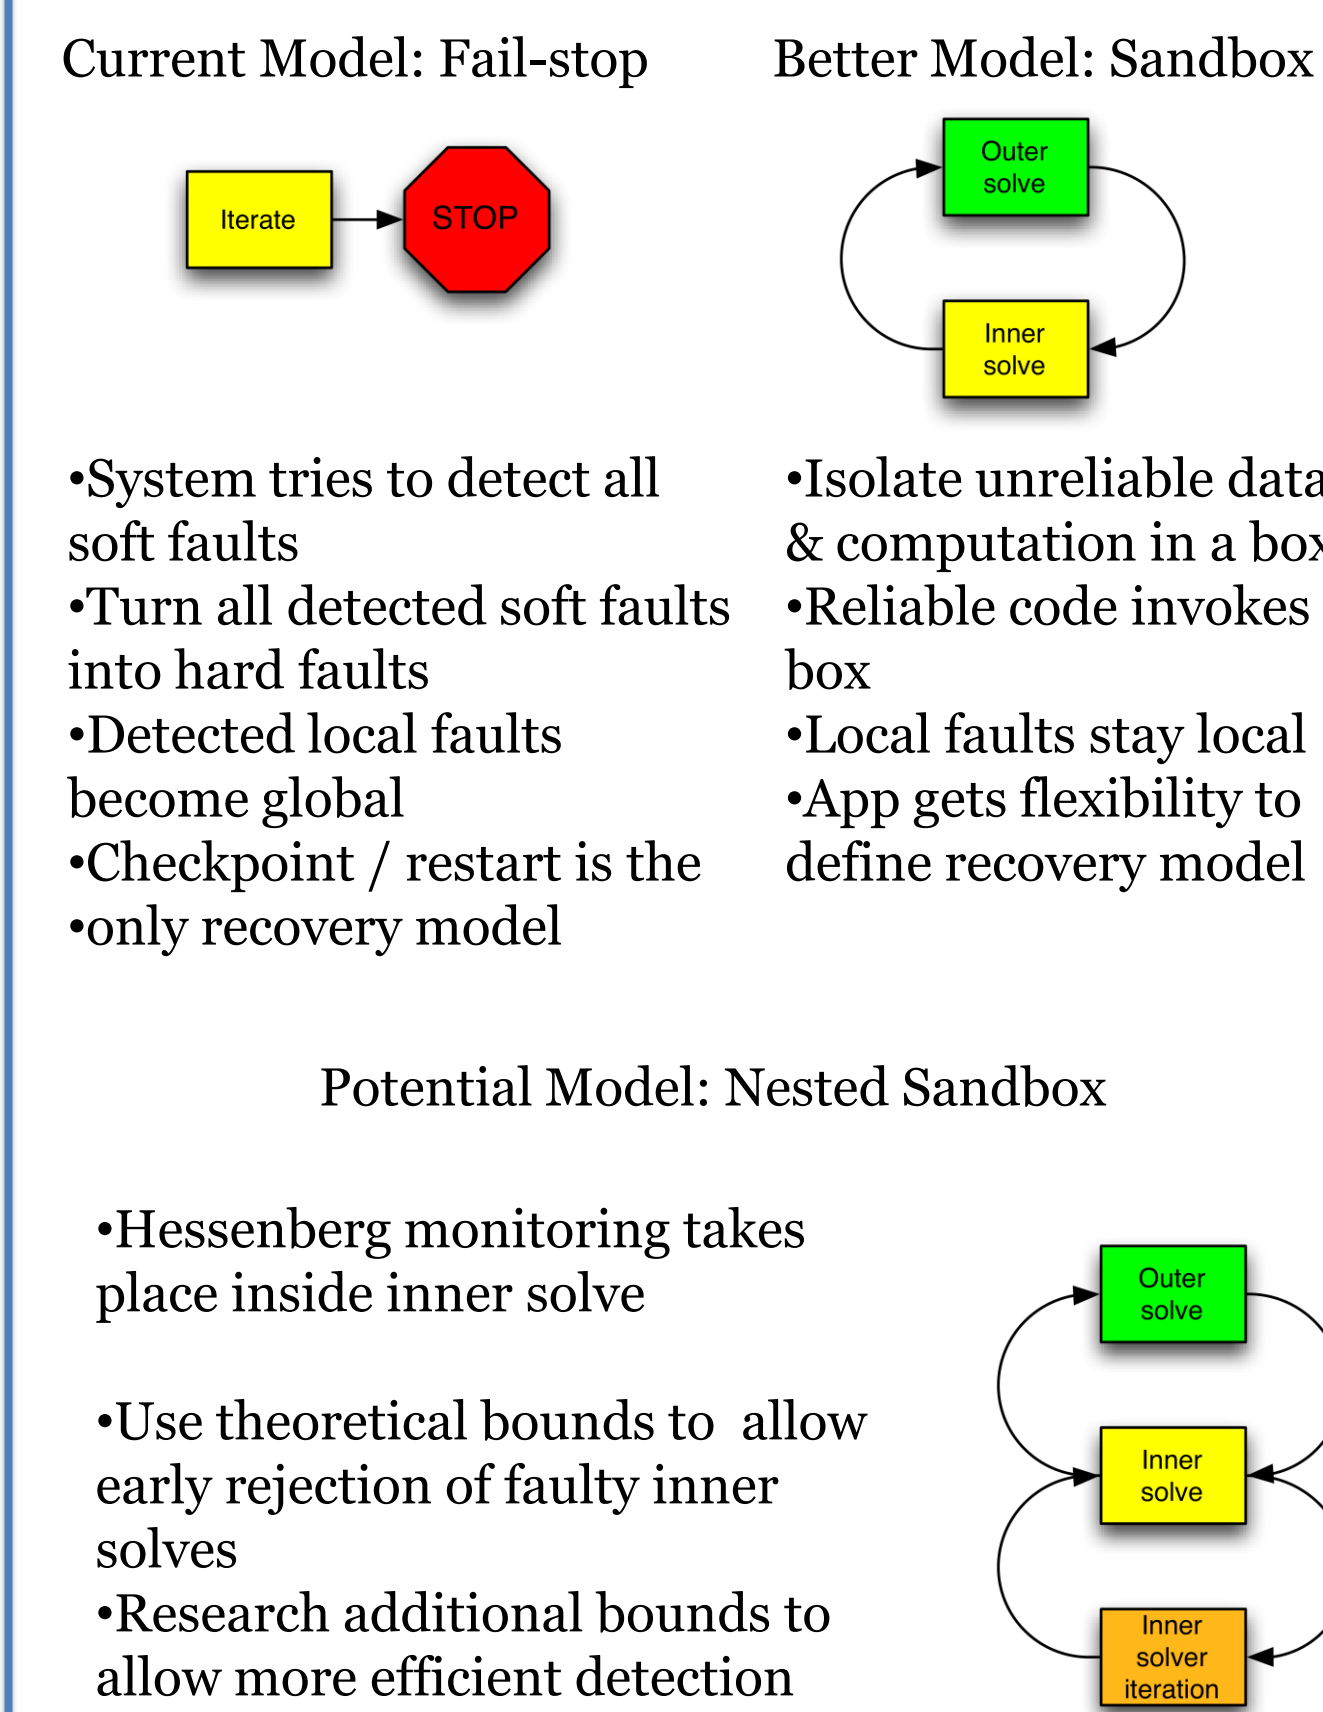 Current Model: Fail-stop
Iterate
STOP
•System tries to detect all
soft faults
•Turn all detected soft faults
into hard faults
•Detected local faults
become global
•Checkpoint / restart is the
•only recovery model
Better Model: Sandbox
Outer
solve
Inner
solve
•Isolate unreliable data
& computation in a box
•Reliable code invokes
box
•Local faults stay local
•App gets flexibility to
define recovery model
Potential Model: Nested Sandbox
•Hessenberg monitoring takes
place inside inner solve
•Use theoretical bounds to  allow
early rejection of faulty inner
solves
•Research additional bounds to
allow more efficient detection
Outer
solve
Inner
solve
Inner
solver
iteration